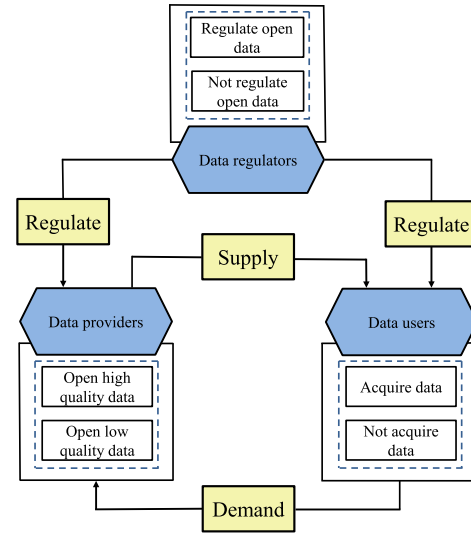 Regulate open
data
Not regulate
open data
Data regulators
Regulate
Regulate
Supply
Data providers
Data users
Open high
quality data
Open low
quality data
Acquire data
Not acquire
data
Demand